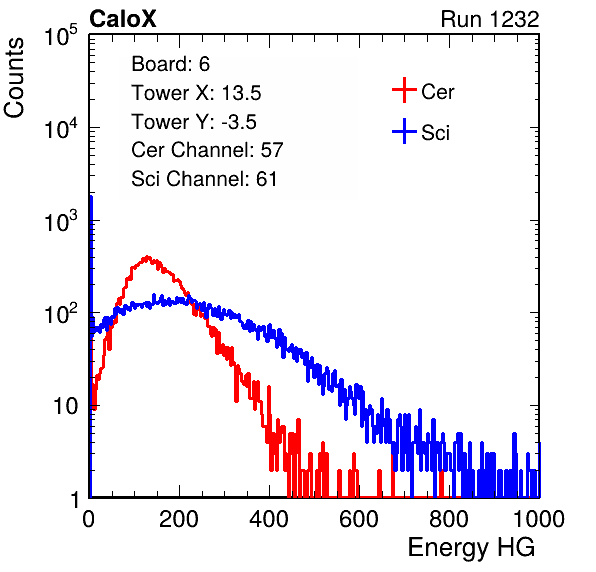 CaloX Run 1232
Counts
10^5
10^4
10^3
10^2
10
1
Board: 6
Tower X: 13.5
Tower Y: -3.5
Cer Channel: 57
Sci Channel: 61
Cer
Sci
0 200 400 600 800 1000
Energy HG